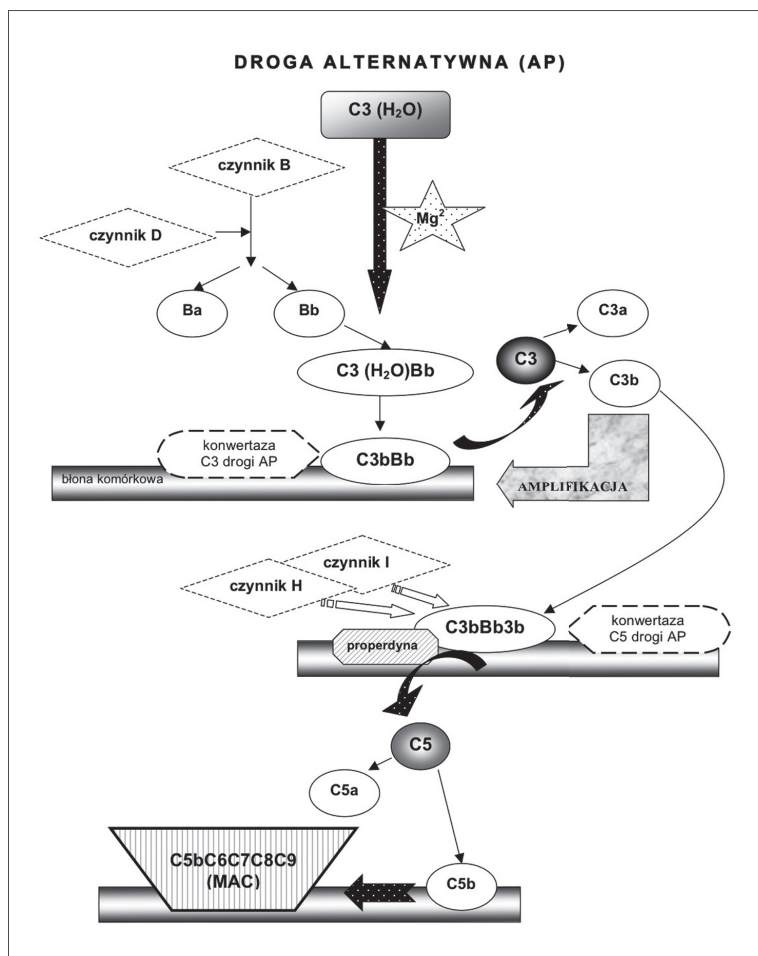 DROGA ALTERNATYWNA (AP)
C3 (H₂O)
czynnik B
Mg²
czynnik D
Ba
Bb
C3a
C3 (H₂O)Bb
C3
C3b
konwertaza
C3 drogi AP
C3bBb
błona komórkowa
AMPLIFIKACJA
czynnik I
czynnik H
C3bBb3b
konwertaza
C5 drogi AP
properdyna
C5
C5a
C5bC6C7C8C9
(MAC)
C5b